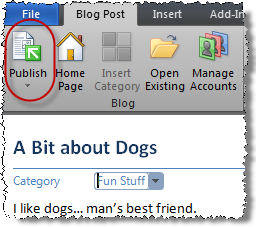 File Blog Post Insert Add-In
Publish Home Page Insert Category Open Existing Manage Accounts
Blog
A Bit about Dogs
Category Fun Stuff
I like dogs... man's best friend.